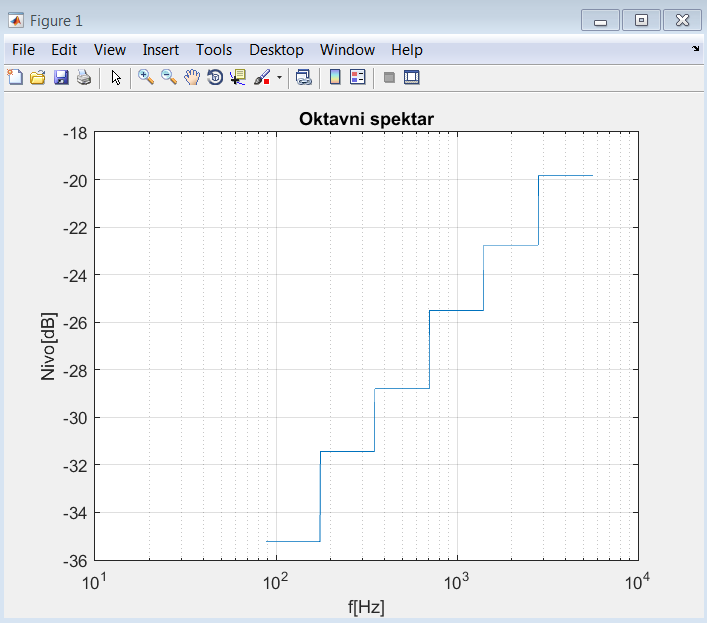 Figure 1
File Edit View Insert Tools Desktop Window Help
Oktavni spektar
-18
-20
-22
-24
-26
-28
-30
-32
-34
-36
Nivo[dB]
10^1 10^2 10^3 10^4
f[Hz]